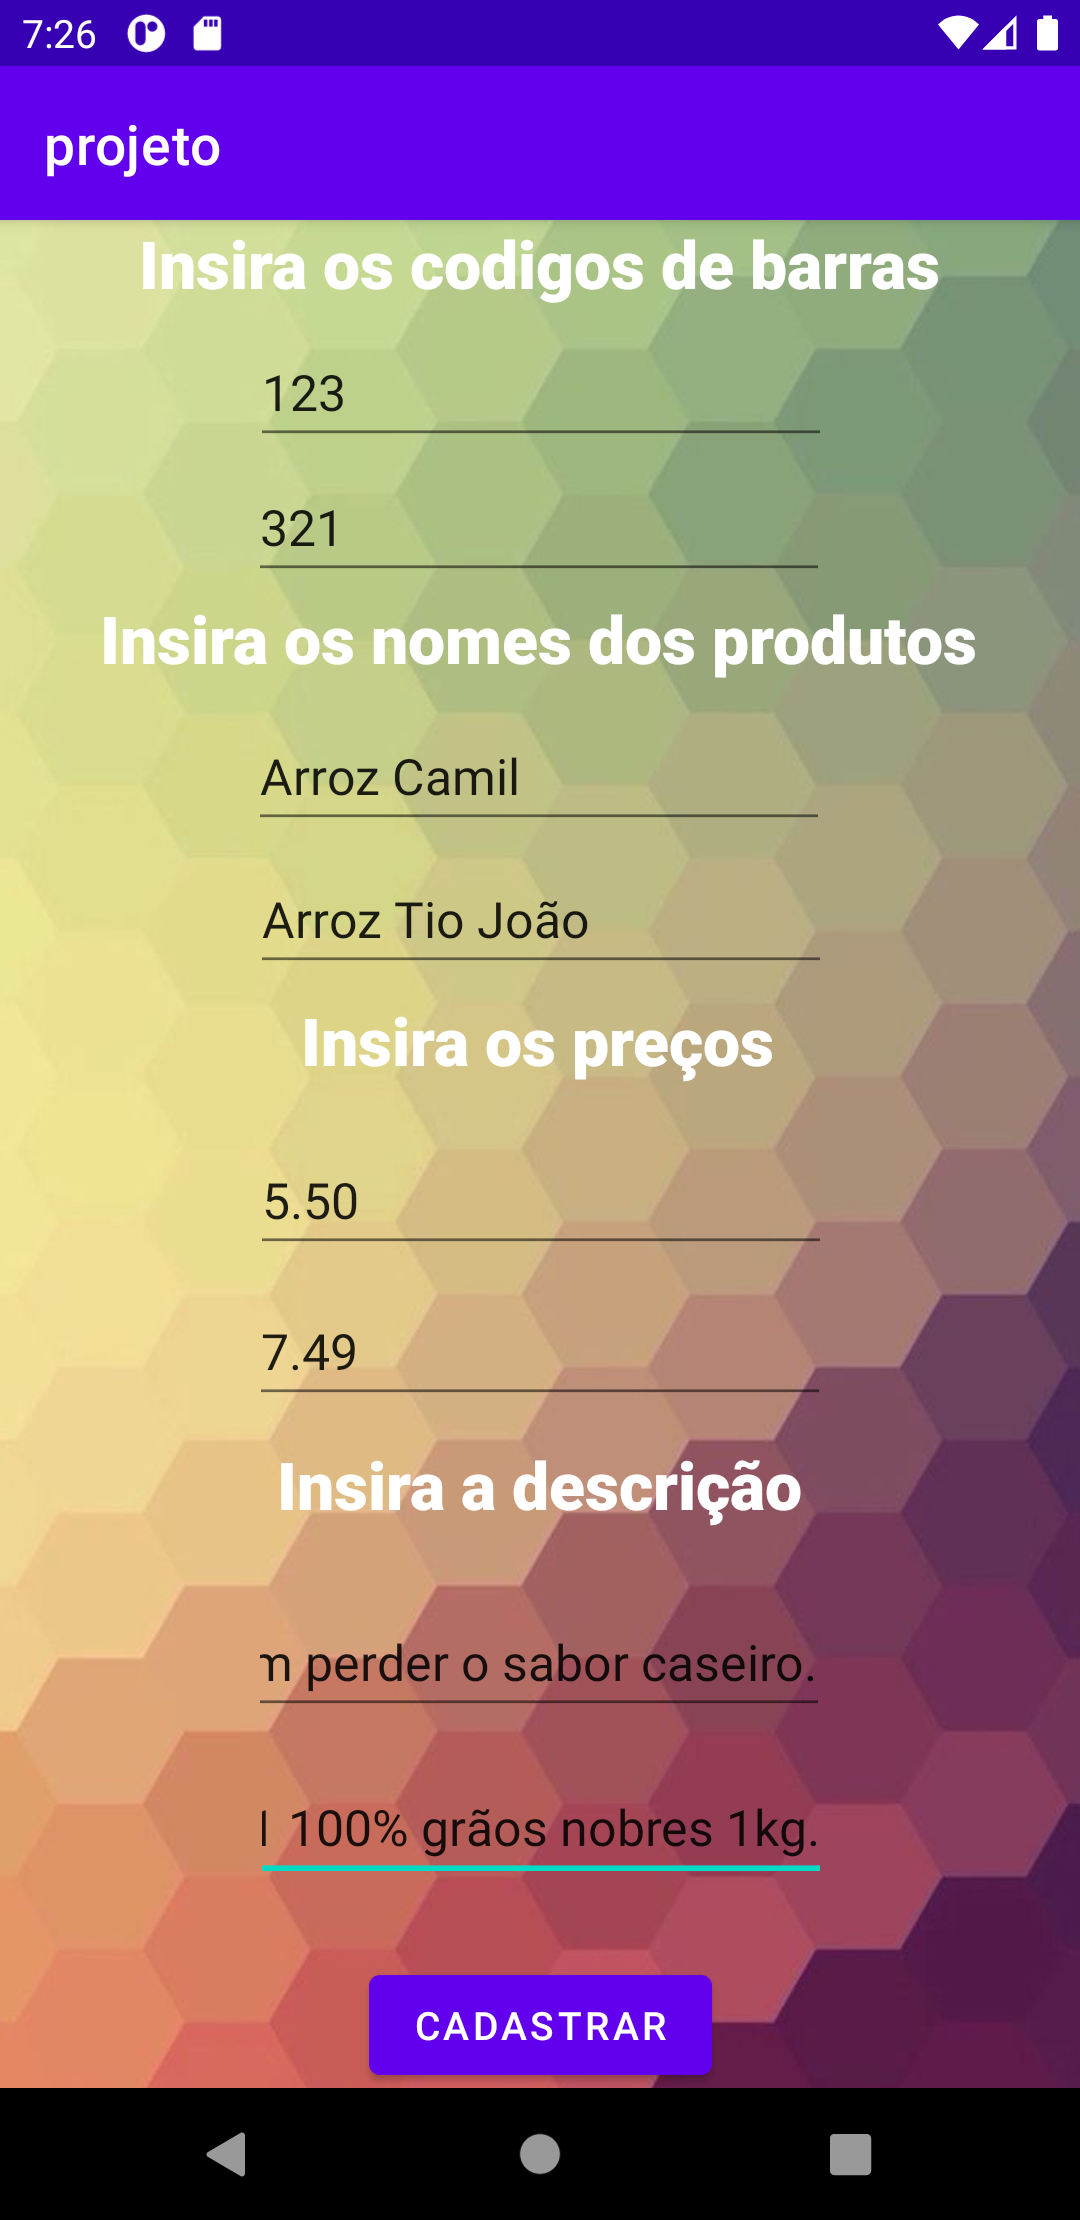 7:26
projeto
Insira os codigos de barras
123
321
Insira os nomes dos produtos
Arroz Camil
Arroz Tio João
Insira os preços
5.50
7.49
Insira a descrição
perder o sabor caseiro.
100% grãos nobres 1kg.
CADASTRAR